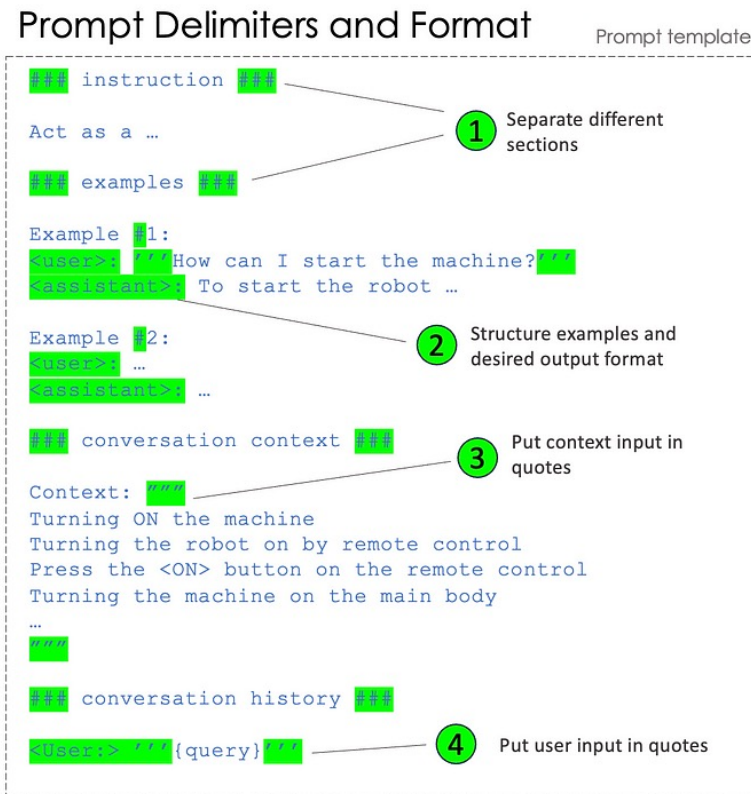 Prompt Delimiters and Format
Prompt template
### instruction ###
Act as a …
1
Separate different
sections
### examples ###
Example #1:
<user>: ’’’How can I start the machine?’’’
<assistant>: To start the robot …
Example #2:
<user>: …
<assistant>: …
2
Structure examples and
desired output format
### conversation context ###
3
Put context input in
quotes
Context: ”””
Turning ON the machine
Turning the robot on by remote control
Press the <ON> button on the remote control
Turning the machine on the main body
…
”””
### conversation history ###
<User:> ’’’{query}’’’
4
Put user input in quotes